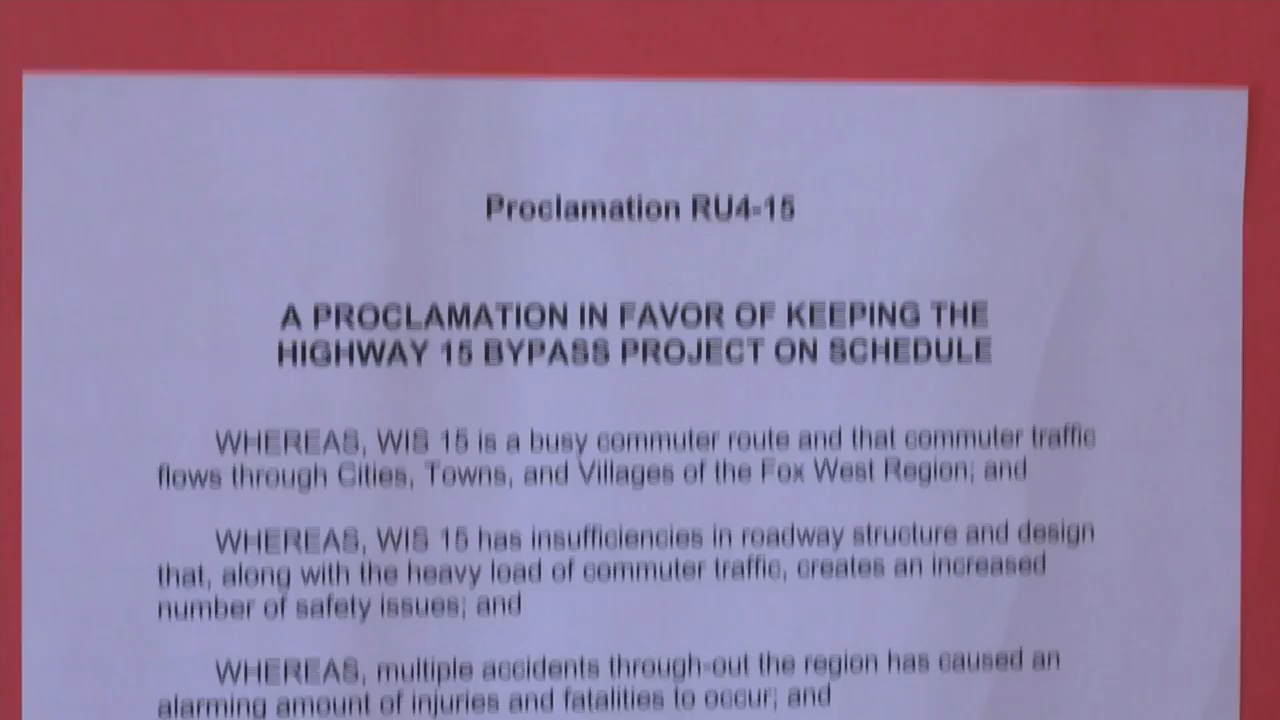 Proclamation RU4-15
A PROCLAMATION IN FAVOR OF KEEPING THE
HIGHWAY 15 BYPASS PROJECT ON SCHEDULE
WHEREAS, WIS 15 is a busy commuter route and that commuter traffic
flows through Cities, Towns, and Villages of the Fox West Region; and
WHEREAS, WIS 15 has insufficiencies in roadway structure and design
that, along with the heavy load of commuter traffic, creates an increased
number of safety issues; and
WHEREAS, multiple accidents through-out the region has caused an
alarming amount of injuries and fatalities to occur; and